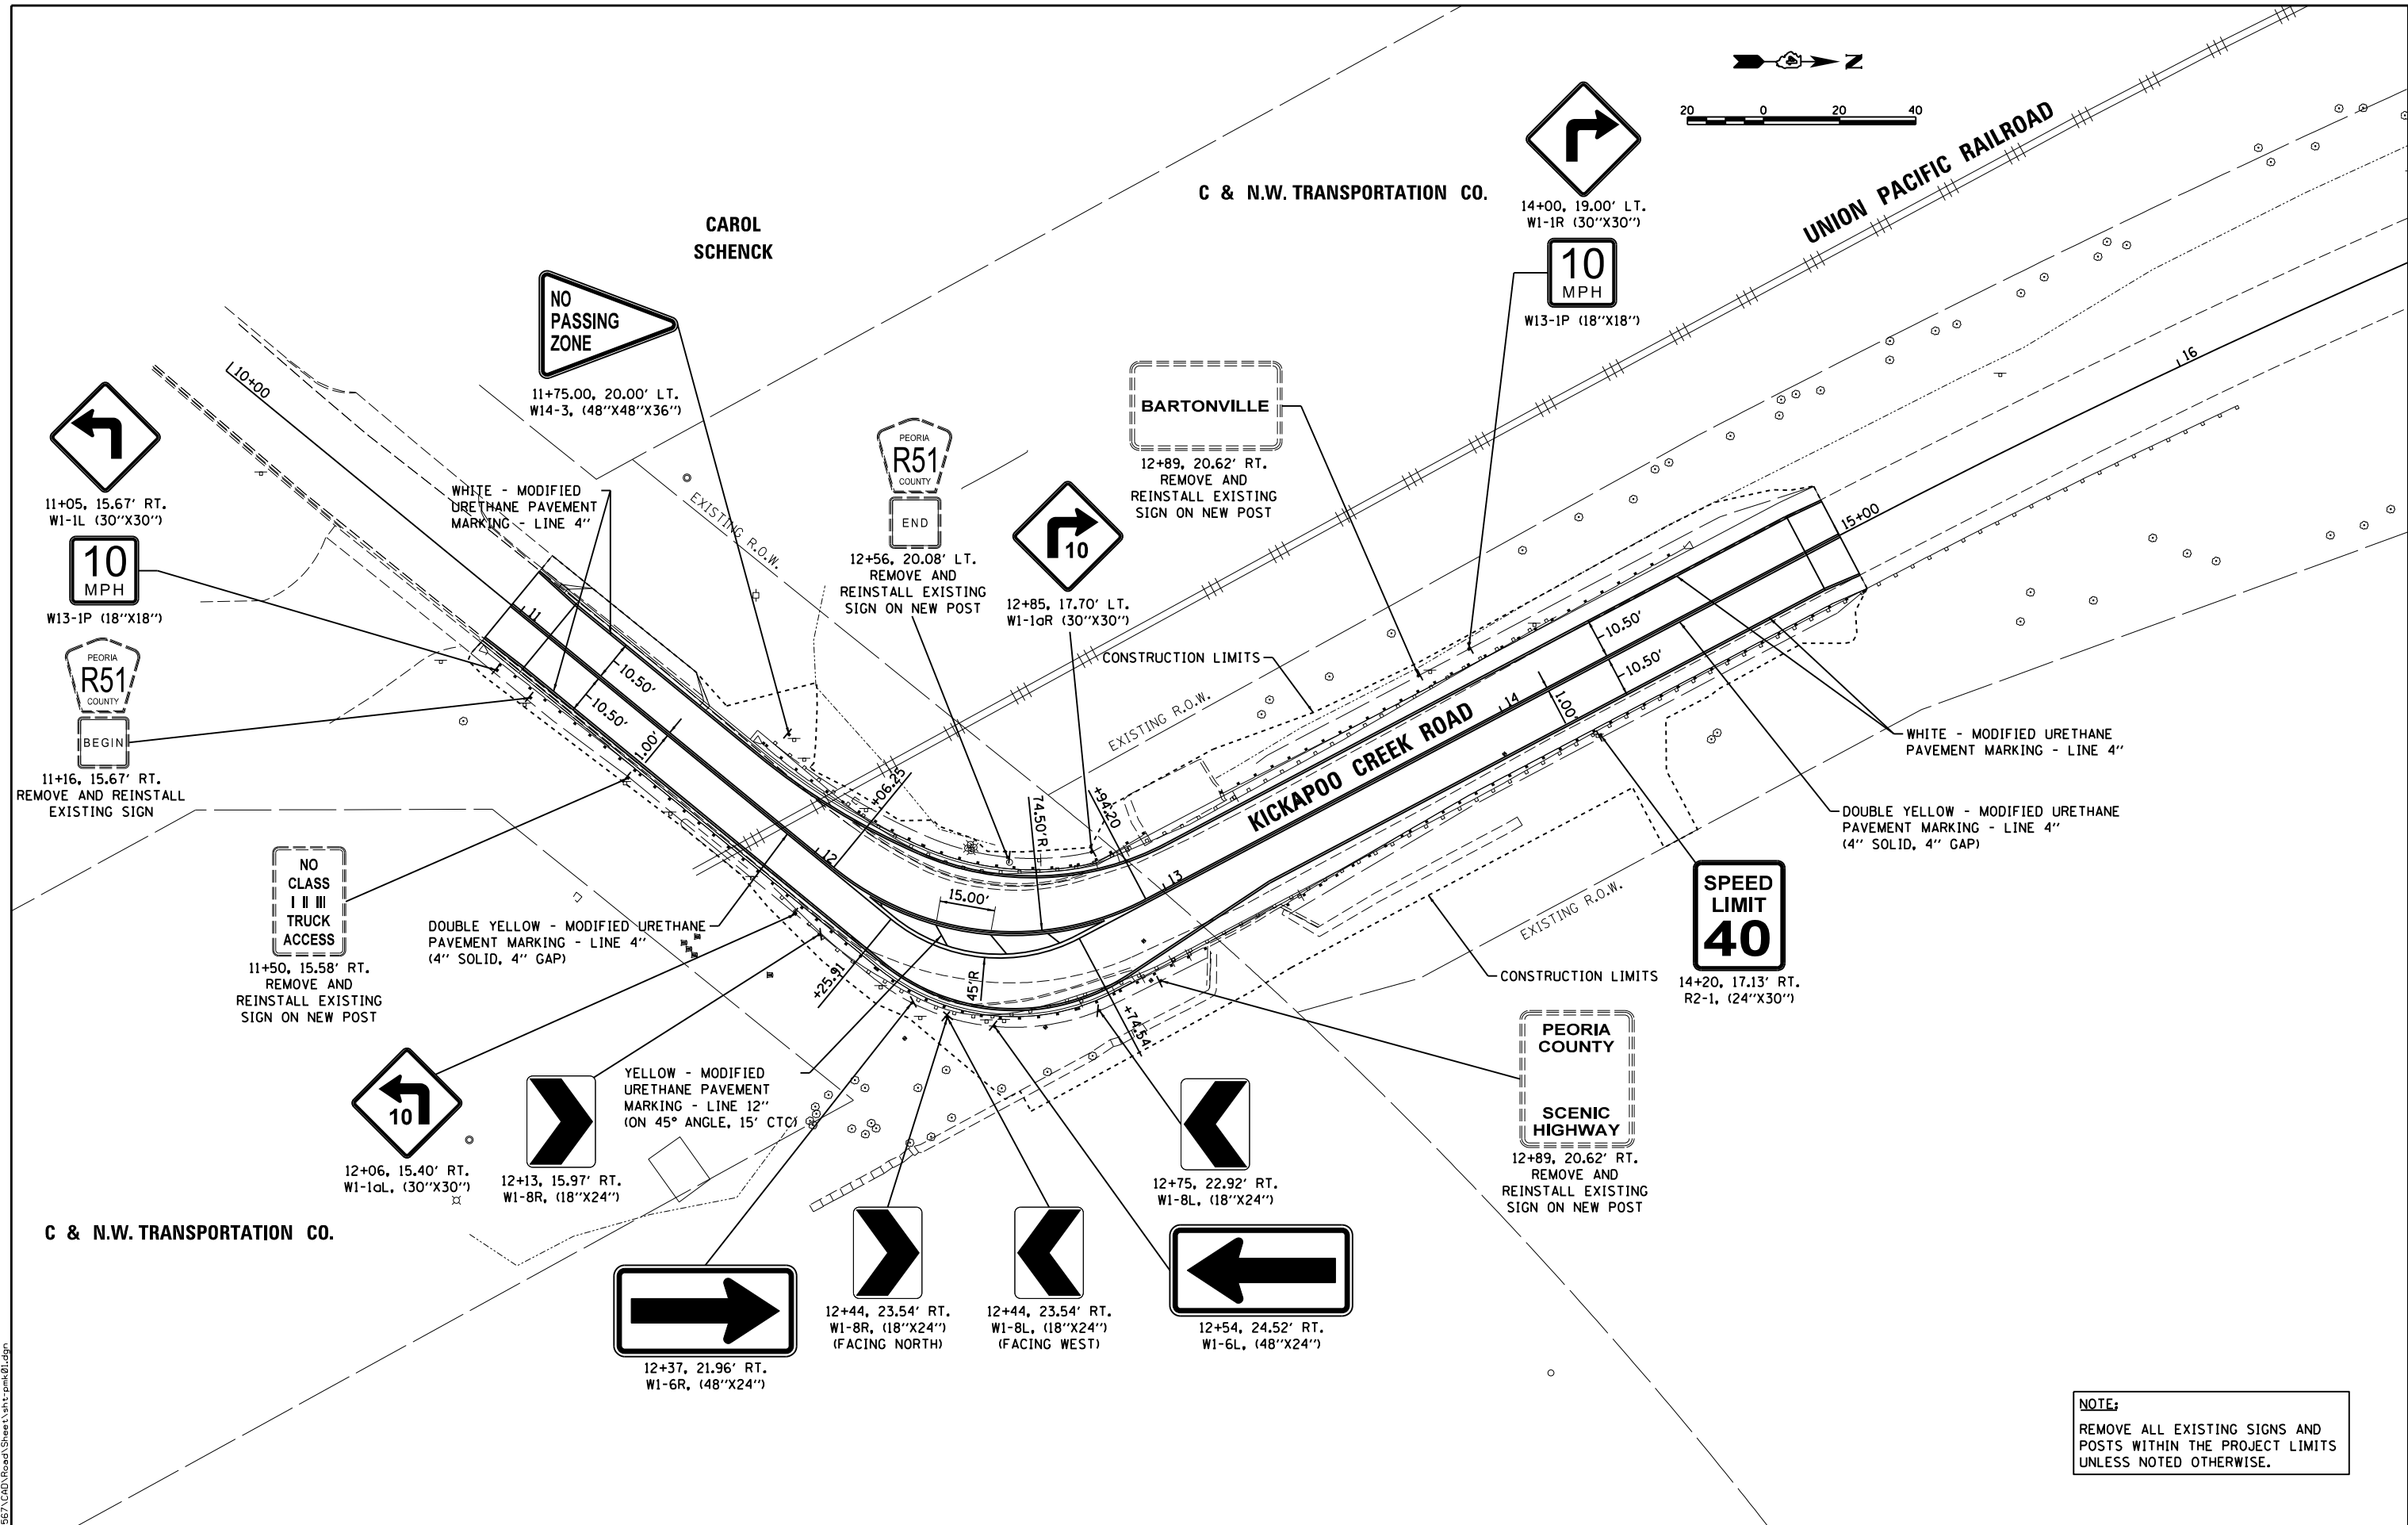 N
20 0 20 40
UNION PACIFIC RAILROAD
C & N.W. TRANSPORTATION CO.
14+00, 19.00' LT.
W1-1R (30''X30'')
10
MPH
W13-1P (18''X18'')
CAROL
SCHENCK
NO
PASSING
ZONE
11+75.00, 20.00' LT.
W14-3, (48''X48''X36'')
10+00
11+05, 15.67' RT.
W1-1L (30''X30'')
10
MPH
W13-1P (18''X18'')
PEORIA
R51
COUNTY
BEGIN
11+16, 15.67' RT.
REMOVE AND REINSTALL
EXISTING SIGN
WHITE - MODIFIED
URETHANE PAVEMENT
MARKING - LINE 4''
EXISTING R.O.W.
PEORIA
R51
COUNTY
END
12+56, 20.08' LT.
REMOVE AND
REINSTALL EXISTING
SIGN ON NEW POST
10
12+85, 17.70' LT.
W1-1aR (30''X30'')
BARTONVILLE
12+89, 20.62' RT.
REMOVE AND
REINSTALL EXISTING
SIGN ON NEW POST
CONSTRUCTION LIMITS
EXISTING R.O.W.
16
15+00
11
10.50'
10.50'
1.00'
10.50'
10.50'
1.00'
14
KICKAPOO CREEK ROAD
13
12
+06.25
74.50'R
+94.20
15.00'
45'R
+25.91
+74.54
WHITE - MODIFIED URETHANE
PAVEMENT MARKING - LINE 4''
DOUBLE YELLOW - MODIFIED URETHANE
PAVEMENT MARKING - LINE 4''
(4'' SOLID, 4'' GAP)
SPEED
LIMIT
40
14+20, 17.13' RT.
R2-1, (24''X30'')
EXISTING R.O.W.
CONSTRUCTION LIMITS
PEORIA
COUNTY
SCENIC
HIGHWAY
12+89, 20.62' RT.
REMOVE AND
REINSTALL EXISTING
SIGN ON NEW POST
NO
CLASS
I II III
TRUCK
ACCESS
11+50, 15.58' RT.
REMOVE AND
REINSTALL EXISTING
SIGN ON NEW POST
DOUBLE YELLOW - MODIFIED URETHANE
PAVEMENT MARKING - LINE 4''
(4'' SOLID, 4'' GAP)
10
12+06, 15.40' RT.
W1-1aL, (30''X30'')
12+13, 15.97' RT.
W1-8R, (18''X24'')
YELLOW - MODIFIED
URETHANE PAVEMENT
MARKING - LINE 12''
(ON 45° ANGLE, 15' CTC)
12+75, 22.92' RT.
W1-8L, (18''X24'')
C & N.W. TRANSPORTATION CO.
12+37, 21.96' RT.
W1-6R, (48''X24'')
12+44, 23.54' RT.
W1-8R, (18''X24'')
(FACING NORTH)
12+44, 23.54' RT.
W1-8L, (18''X24'')
(FACING WEST)
12+54, 24.52' RT.
W1-6L, (48''X24'')
NOTE:
REMOVE ALL EXISTING SIGNS AND
POSTS WITHIN THE PROJECT LIMITS
UNLESS NOTED OTHERWISE.
567\CAD\Road\Sheet\sht-pmk01.dgn